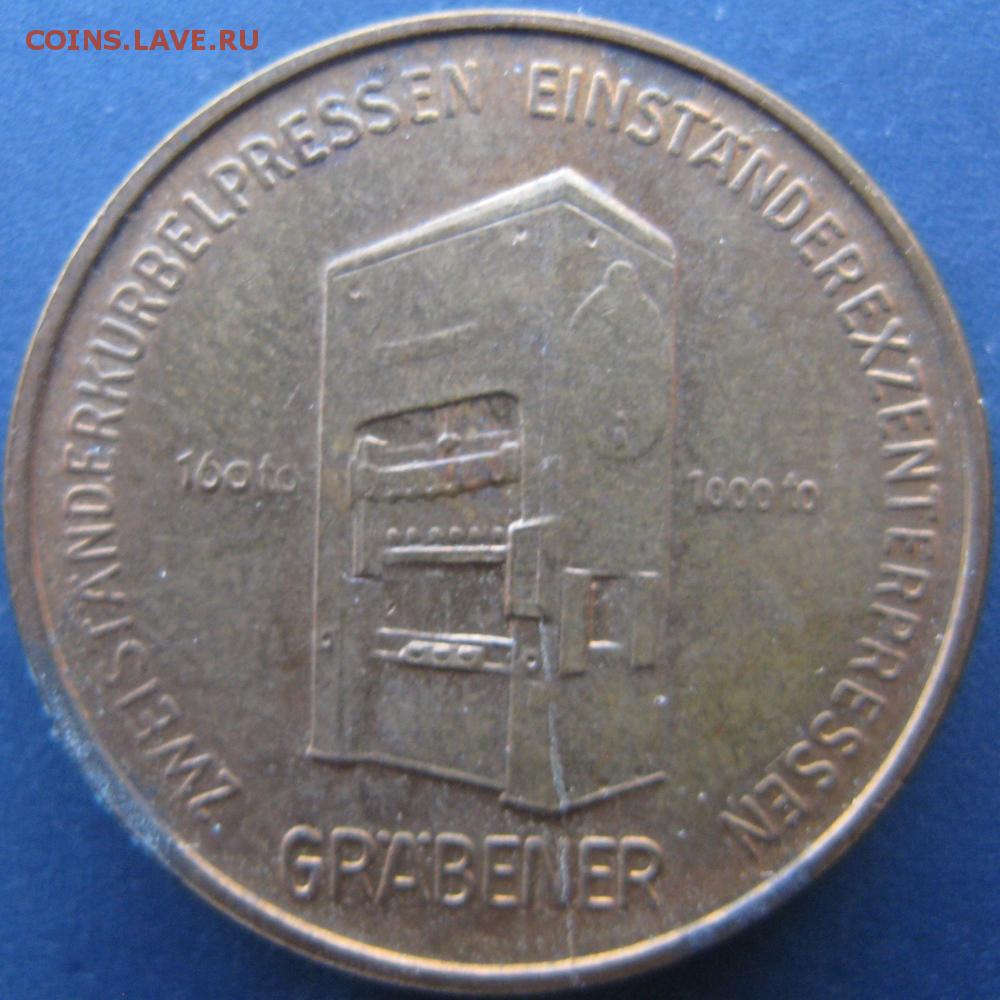 COINS.LAVE.RU
ZWEISTÄNDERKURBELPRESSEN EINSTÄNDEREXZENTERPRESSEN
160 to
1000 to
GRÄBENER